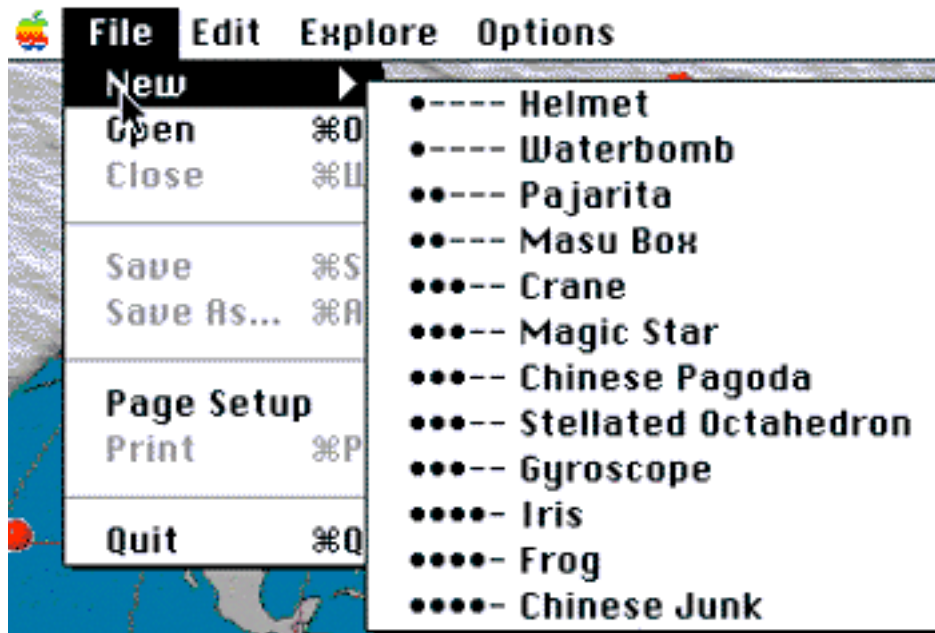 File Edit Explore Options
New
Open ⌘O
Close ⌘W
Save ⌘S
Save As... ⌘A
Page Setup
Print ⌘P
Quit ⌘Q
●---- Helmet
●---- Waterbomb
●●--- Pajarita
●●--- Masu Box
●●●-- Crane
●●●-- Magic Star
●●●-- Chinese Pagoda
●●●-- Stellated Octahedron
●●●-- Gyroscope
●●●●- Iris
●●●●- Frog
●●●●- Chinese Junk